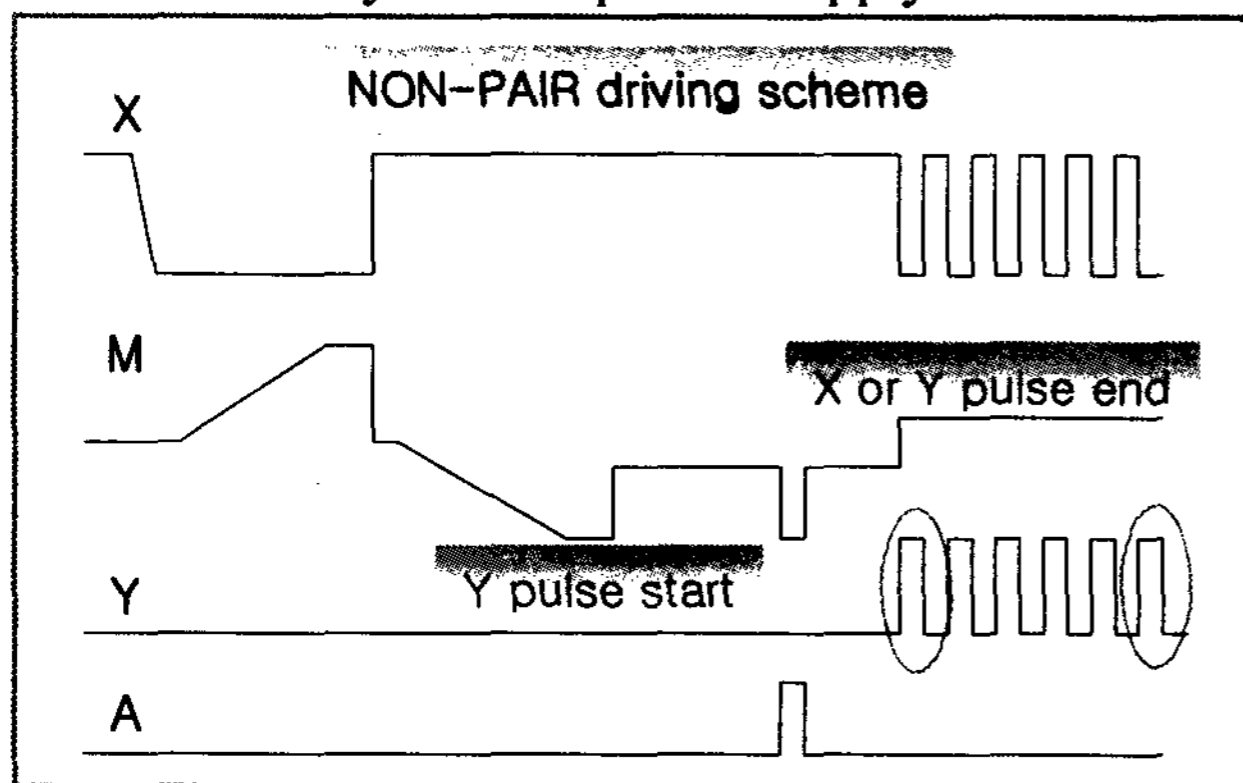 NON-PAIR driving scheme
X
M
X or Y pulse end
Y pulse start
Y
A